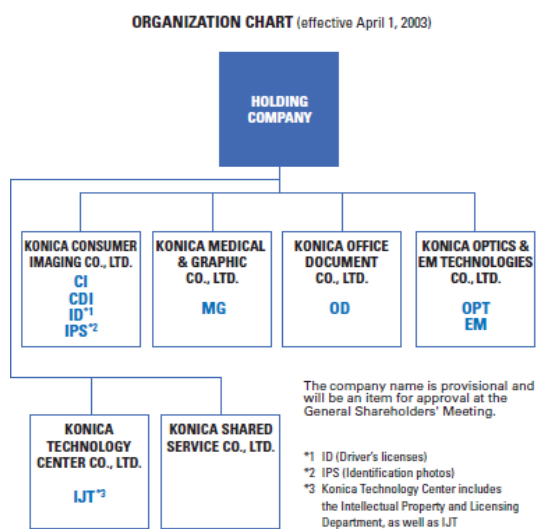 ORGANIZATION CHART (effective April 1, 2003)
HOLDING
COMPANY
KONICA CONSUMER
IMAGING CO., LTD.
CI
CDI
ID*1
IPS*2
KONICA MEDICAL
& GRAPHIC
CO., LTD.
MG
KONICA OFFICE
DOCUMENT
CO., LTD.
OD
KONICA OPTICS &
EM TECHNOLOGIES
CO., LTD.
OPT
EM
KONICA
TECHNOLOGY
CENTER CO., LTD.
IJT*3
KONICA SHARED
SERVICE CO., LTD.
The company name is provisional and
will be an item for approval at the
General Shareholders' Meeting.
*1 ID (Driver's licenses)
*2 IPS (Identification photos)
*3 Konica Technology Center includes
the Intellectual Property and Licensing
Department, as well as IJT